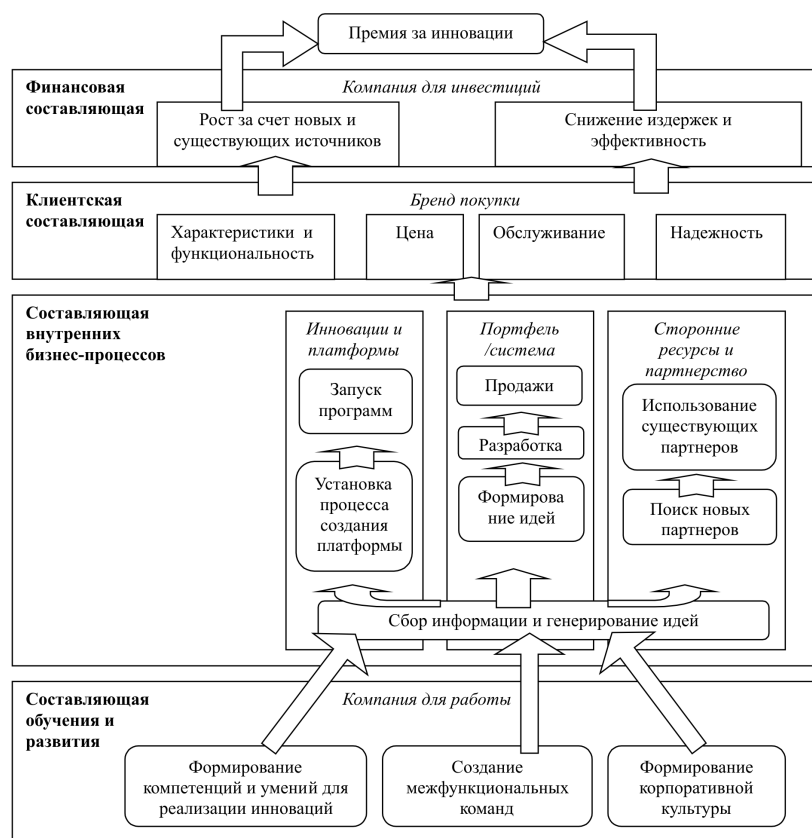 Премия за инновации
Финансовая
составляющая
Компания для инвестиций
Рост за счет новых и
существующих источников
Снижение издержек и
эффективность
Клиентская
составляющая
Бренд покупки
Характеристики и
функциональность
Цена
Обслуживание
Надежность
Составляющая
внутренних
бизнес-процессов
Инновации и
платформы
Запуск
программ
Установка
процесса
создания
платформы
Портфель
/система
Продажи
Разработка
Формирова
ние идей
Сторонние
ресурсы и
партнерство
Использование
существующих
партнеров
Поиск новых
партнеров
Сбор информации и генерирование идей
Составляющая
обучения и
развития
Компания для работы
Формирование
компетенций и умений для
реализации инноваций
Создание
межфункциональных
команд
Формирование
корпоративной
культуры